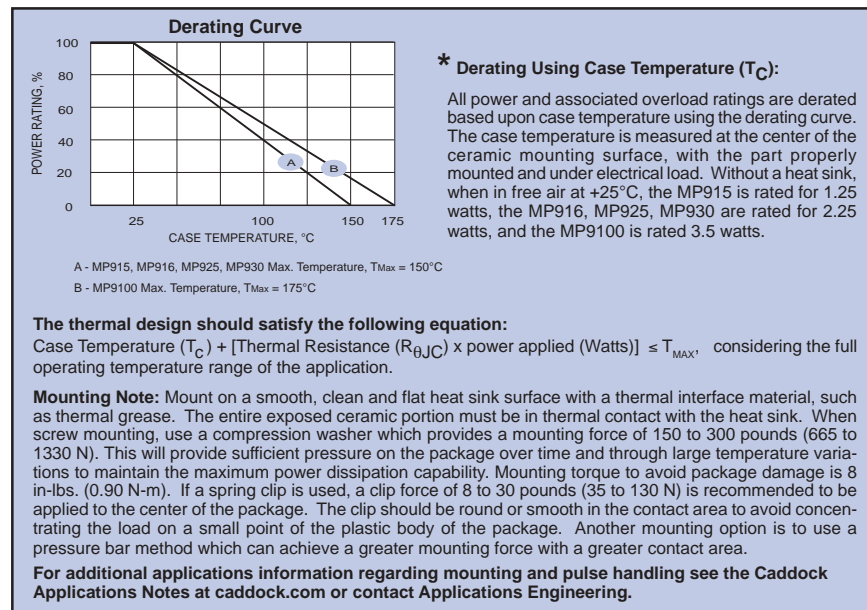 Derating Curve
100
80
60
40
20
0
POWER RATING, %
A
B
25
100
150
175
CASE TEMPERATURE, °C
A - MP915, MP916, MP925, MP930 Max. Temperature, TMax = 150°C
B - MP9100 Max. Temperature, TMax = 175°C
* Derating Using Case Temperature (TC):
All power and associated overload ratings are derated
based upon case temperature using the derating curve.
The case temperature is measured at the center of the
ceramic mounting surface, with the part properly
mounted and under electrical load. Without a heat sink,
when in free air at +25°C, the MP915 is rated for 1.25
watts, the MP916, MP925, MP930 are rated for 2.25
watts, and the MP9100 is rated 3.5 watts.
The thermal design should satisfy the following equation:
Case Temperature (TC) + [Thermal Resistance (RθJC) x power applied (Watts)] ≤ TMAX, considering the full
operating temperature range of the application.
Mounting Note: Mount on a smooth, clean and flat heat sink surface with a thermal interface material, such
as thermal grease. The entire exposed ceramic portion must be in thermal contact with the heat sink. When
screw mounting, use a compression washer which provides a mounting force of 150 to 300 pounds (665 to
1330 N). This will provide sufficient pressure on the package over time and through large temperature varia-
tions to maintain the maximum power dissipation capability. Mounting torque to avoid package damage is 8
in-lbs. (0.90 N-m). If a spring clip is used, a clip force of 8 to 30 pounds (35 to 130 N) is recommended to be
applied to the center of the package. The clip should be round or smooth in the contact area to avoid concen-
trating the load on a small point of the plastic body of the package. Another mounting option is to use a
pressure bar method which can achieve a greater mounting force with a greater contact area.
For additional applications information regarding mounting and pulse handling see the Caddock
Applications Notes at caddock.com or contact Applications Engineering.